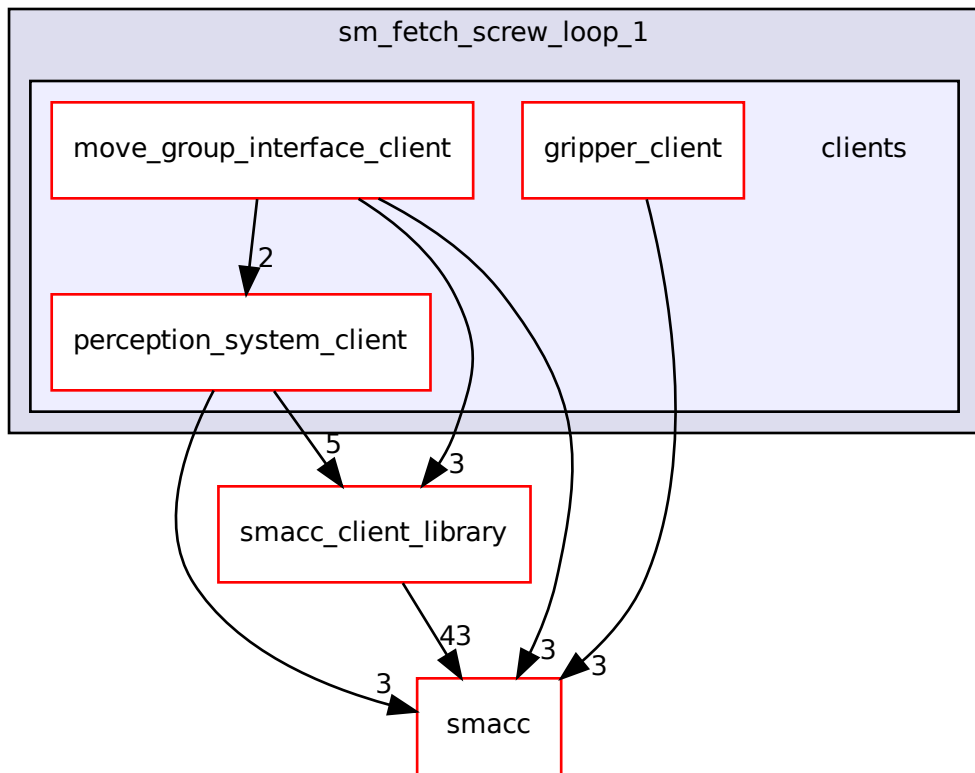 sm_fetch_screw_loop_1
move_group_interface_client
gripper_client
clients
2
perception_system_client
5
3
smacc_client_library
43
3
3
3
smacc